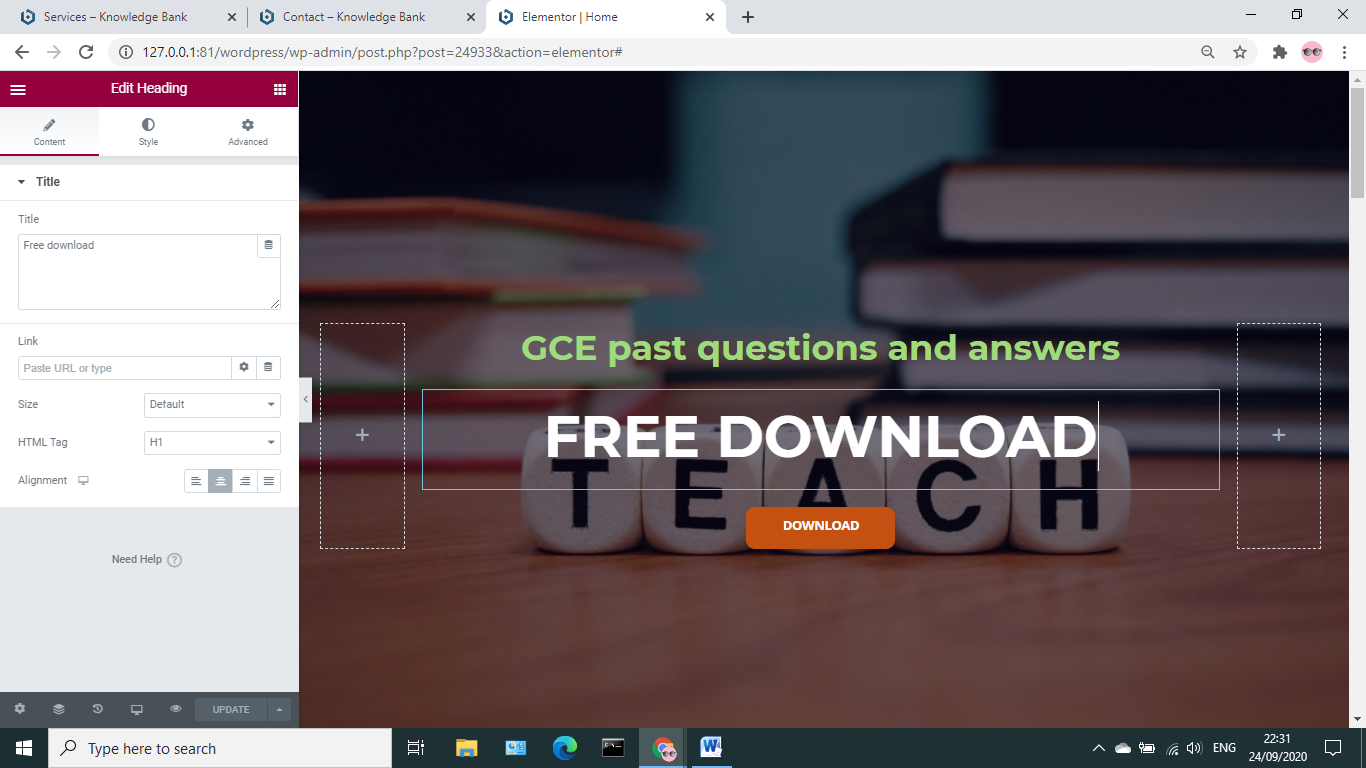 Services – Knowledge Bank
Contact – Knowledge Bank
Elementor | Home
127.0.0.1:81/wordpress/wp-admin/post.php?post=24933&action=elementor#
Edit Heading
Content
Style
Advanced
Title
Title
Free download
Link
Paste URL or type
Size
Default
HTML Tag
H1
Alignment
Need Help
UPDATE
GCE past questions and answers
FREE DOWNLOAD
TEACH
DOWNLOAD
Type here to search
ENG
22:31
24/09/2020